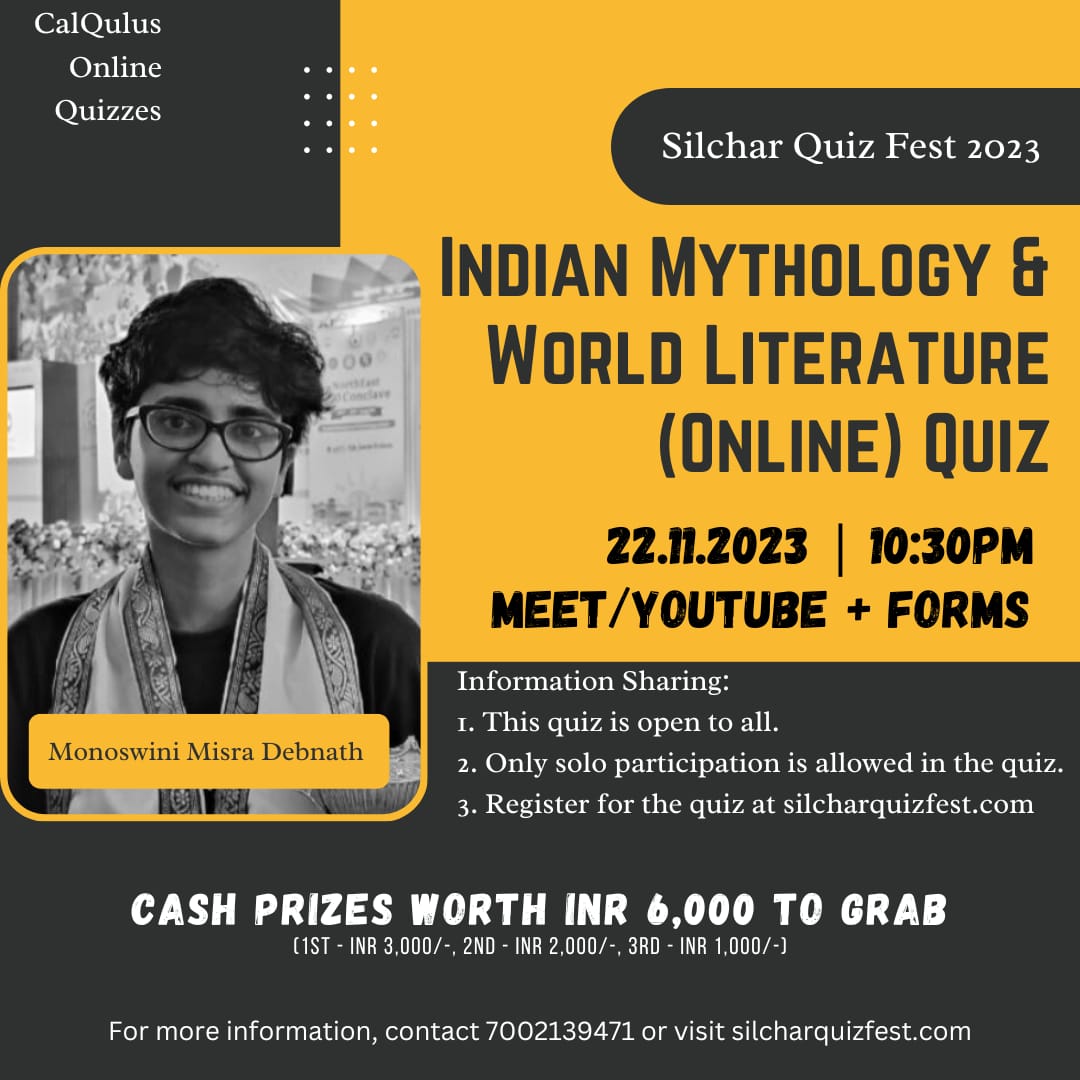 CalQulus
Online
Quizzes
Silchar Quiz Fest 2023
Indian Mythology &
World Literature
(Online) Quiz
22.11.2023 | 10:30PM
MEET/YOUTUBE + FORMS
NorthEast
Conclave
Monoswini Misra Debnath
Information Sharing:
1. This quiz is open to all.
2. Only solo participation is allowed in the quiz.
3. Register for the quiz at silcharquizfest.com
CASH PRIZES WORTH INR 6,000 TO GRAB
(1ST - INR 3,000/-, 2ND - INR 2,000/-, 3RD - INR 1,000/-)
For more information, contact 7002139471 or visit silcharquizfest.com